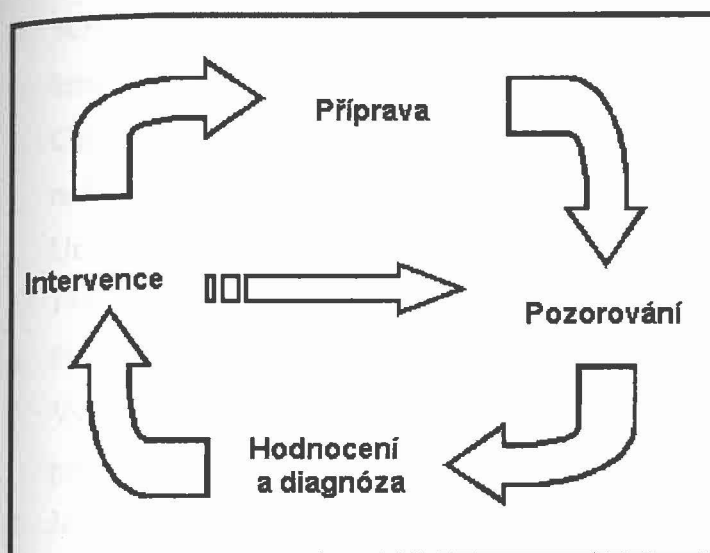 Příprava
Intervence
Pozorování
Hodnocení
a diagnóza